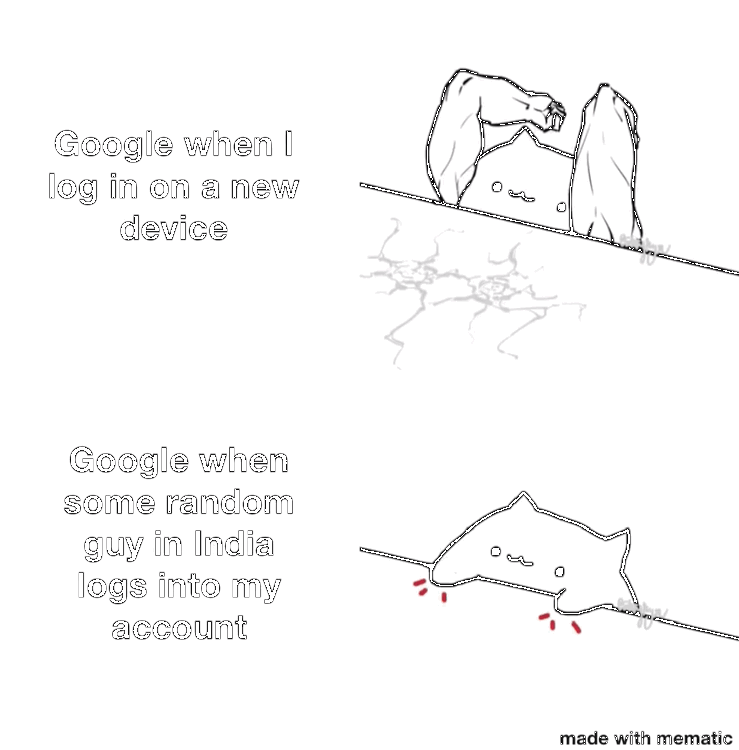 Google when I
log in on a new
device
Google when
some random
guy in India
logs into my
account
made with mematic